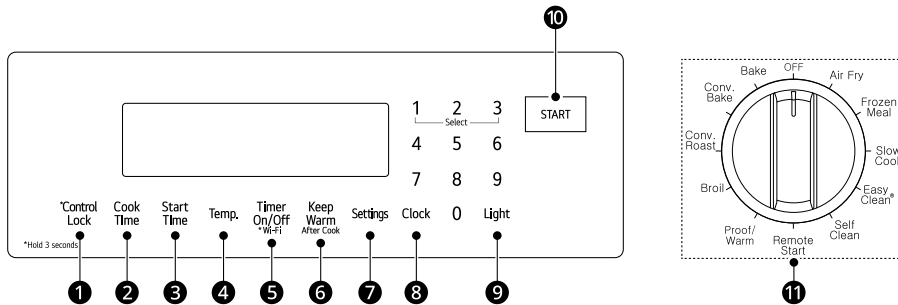 10
1 2 3
Select
START
4 5 6
7 8 9
0
*Control
Lock
Cook
Time
Start
Time
Temp.
Timer
On/Off
*Wi-Fi
Keep
Warm
After Cook
Settings
Clock
Light
*Hold 3 seconds
1 2 3 4 5 6 7 8 9
OFF
Air Fry
Frozen
Meal
Slow
Cook
Easy
Clean®
Self
Clean
Remote
Start
Proof/
Warm
Broil
Conv.
Roast
Conv.
Bake
Bake
11